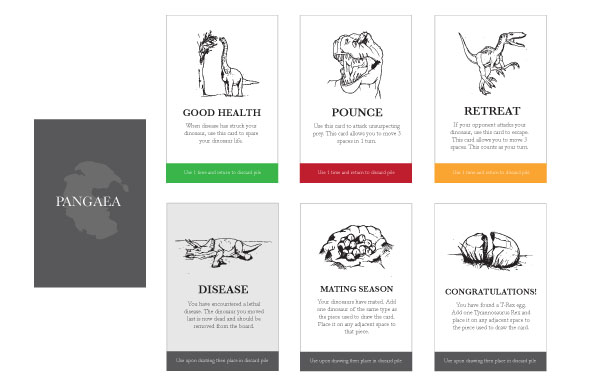 PANGAEA
GOOD HEALTH
When disease has struck your
dinosaur, use this card to spare
your dinosaur life.
Use 1 time and return to discard pile
POUNCE
Use this card to attack unsuspecting
prey. This card allows you to move 5
spaces in 1 turn.
Use 1 time and return to discard pile
RETREAT
If your opponent attacks your
dinosaur, use this card to escape.
This card allows you to move 3
spaces. This counts as your turn.
Use 1 time and return to discard pile
DISEASE
You have encountered a lethal
disease. The dinosaur you moved
last is now dead and should be
removed from the board.
Use upon drawing then place in discard pile
MATING SEASON
Your dinosaurs have mated. Add
one dinosaur of the same type as
the piece used to draw the card.
Place it on any adjacent space to
that piece.
Use upon drawing then place in discard pile
CONGRATULATIONS!
You have found a T-Rex egg.
Add one Tyrannosaurus Rex and
place it on any adjacent space to
the piece used to draw the card.
Use upon drawing then place in discard pile